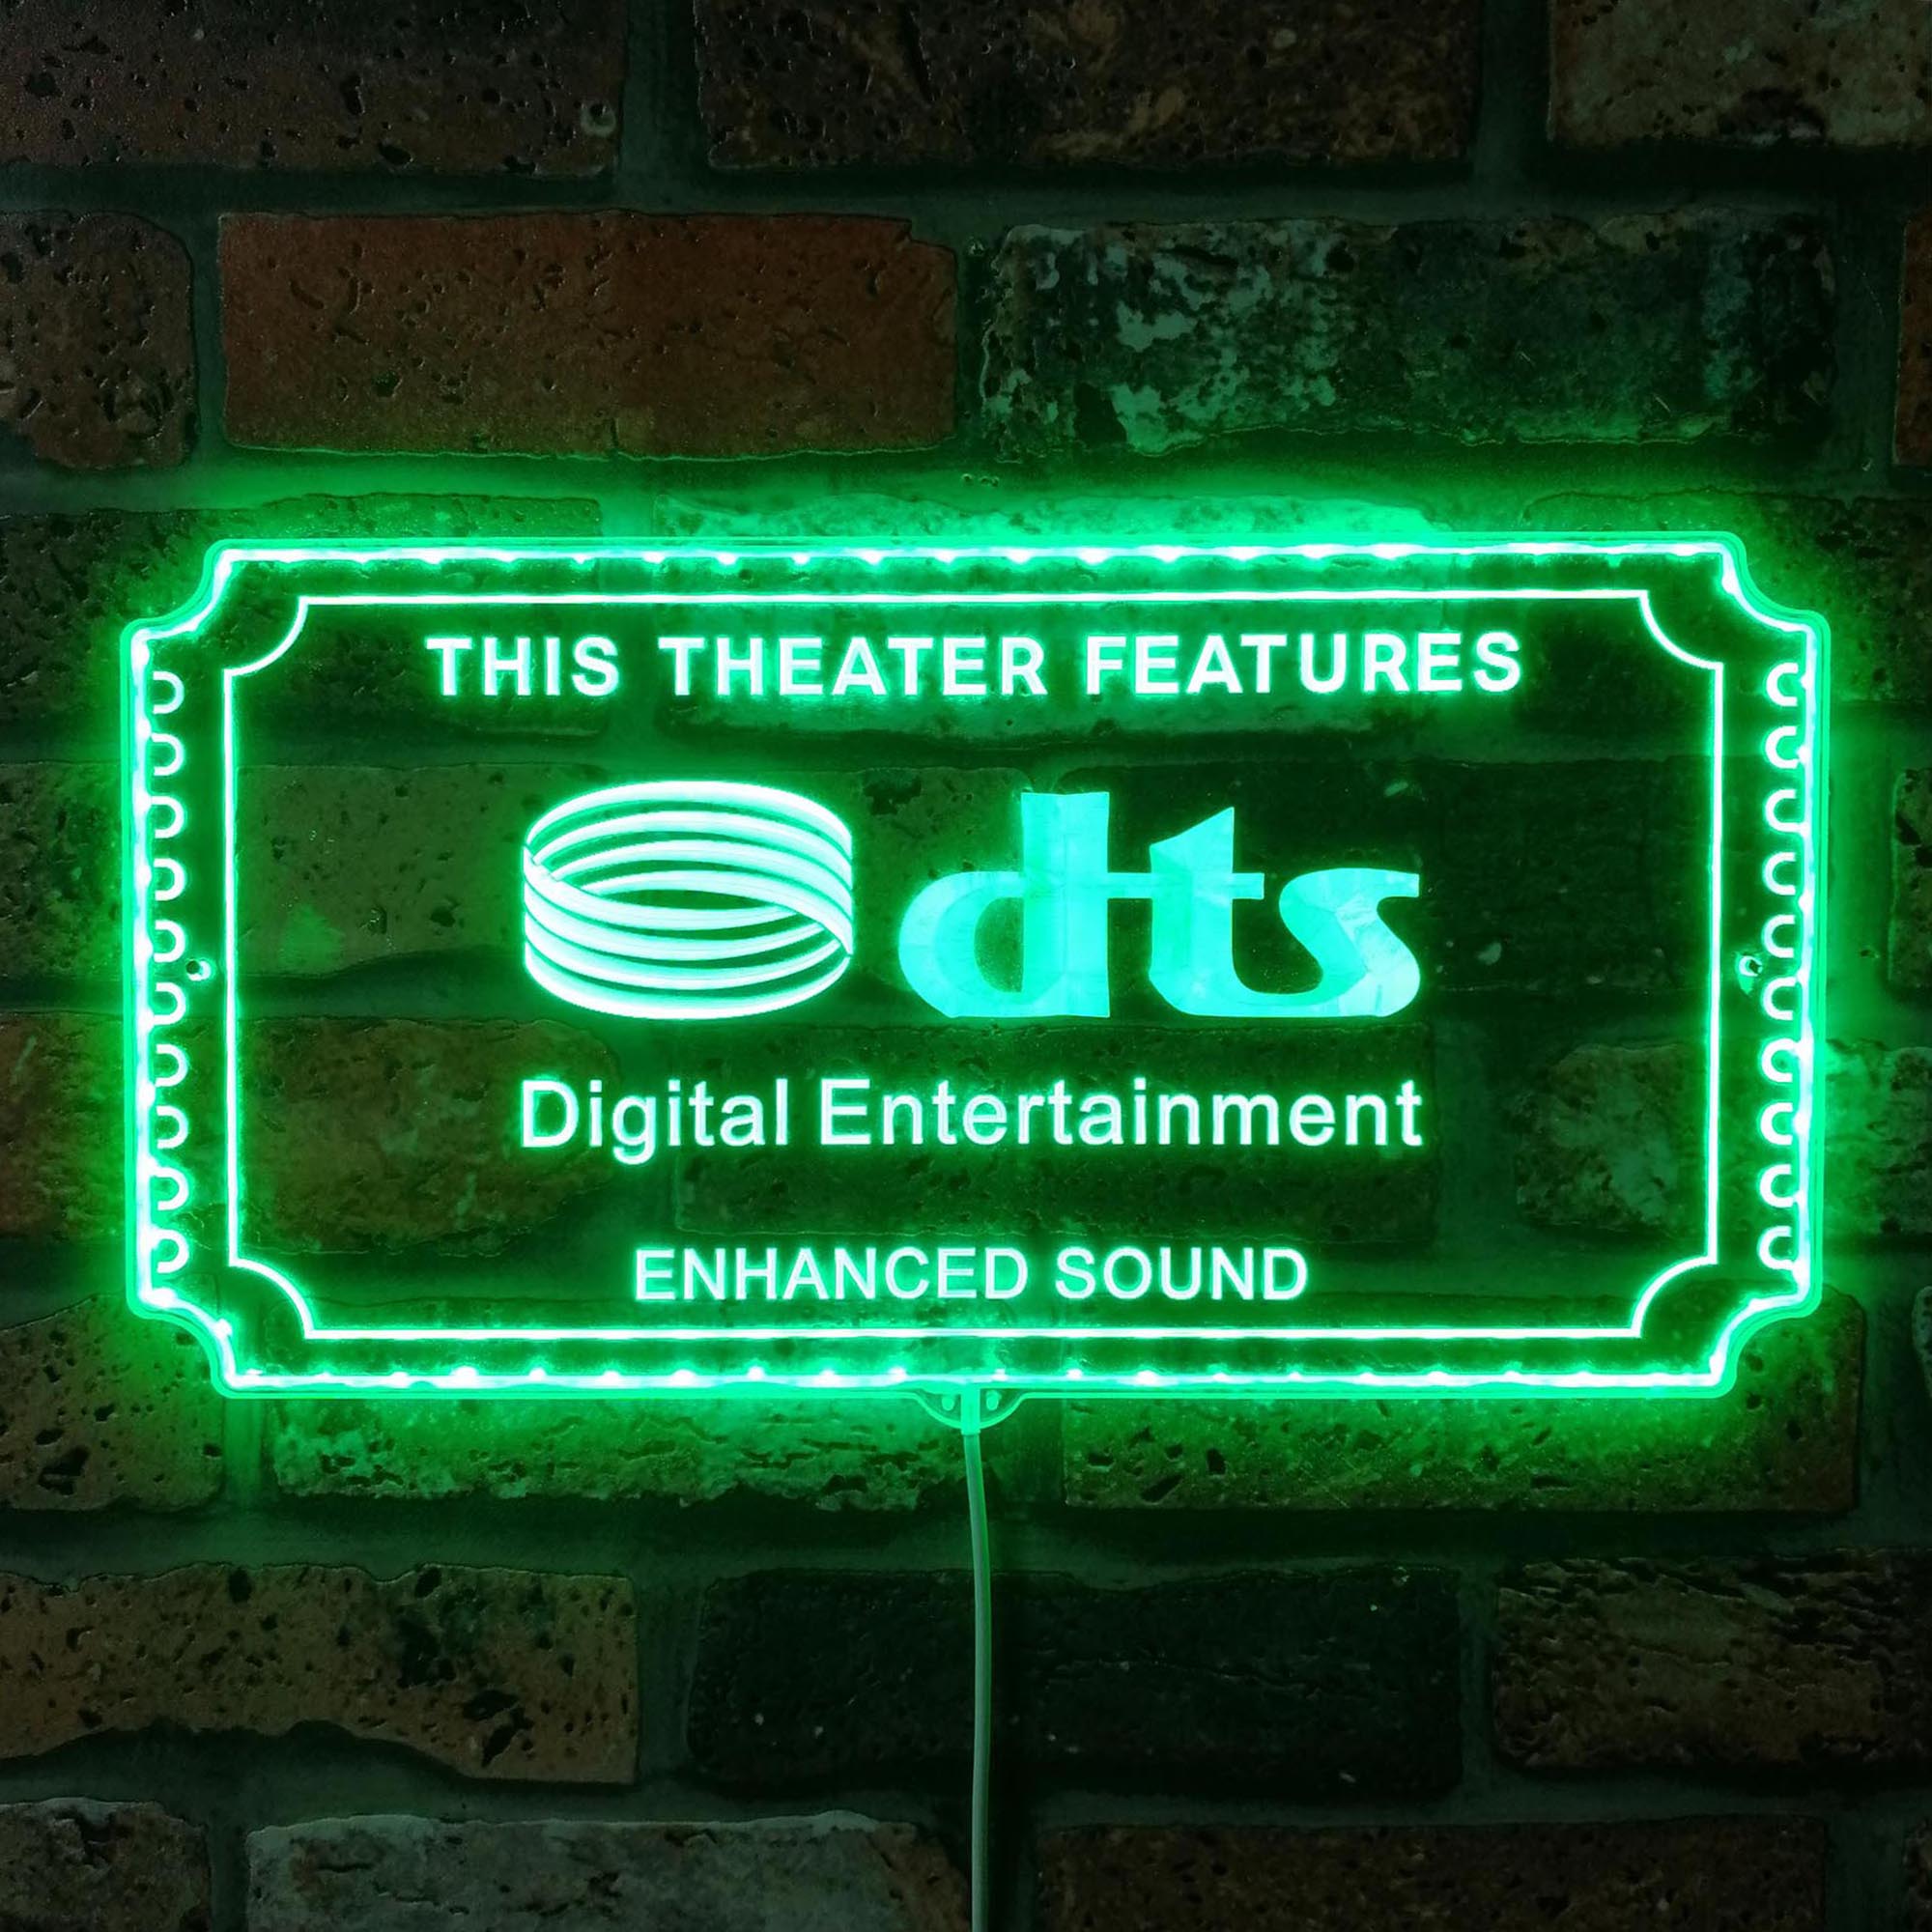 THIS THEATER FEATURES
dts
Digital Entertainment
ENHANCED SOUND